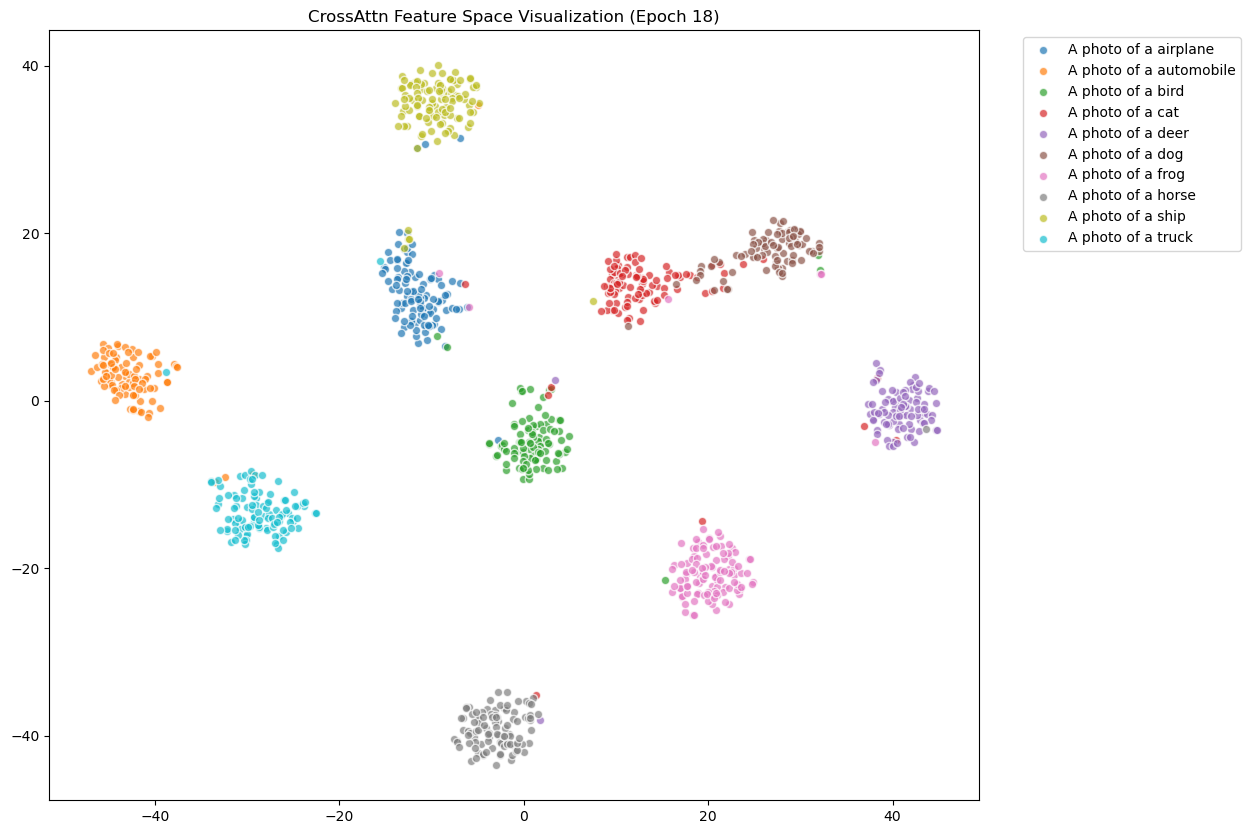 CrossAttn Feature Space Visualization (Epoch 18)
A photo of a airplane
A photo of a automobile
A photo of a bird
A photo of a cat
A photo of a deer
A photo of a dog
A photo of a frog
A photo of a horse
A photo of a ship
A photo of a truck
40
20
0
−20
−40
−40 −20 0 20 40